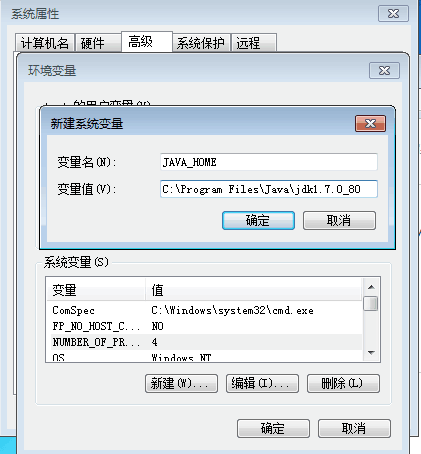 系统属性
计算机名 硬件 高级 系统保护 远程
环境变量
的用户变量(U)
新建系统变量
变量名(N): JAVA_HOME
变量值(V): C:\Program Files\Java\jdk1.7.0_80
确定 取消
系统变量(S)
变量 值
ComSpec C:\Windows\system32\cmd.exe
FP_NO_HOST_C... NO
NUMBER_OF_PR... 4
OS Windows_NT
新建(W)... 编辑(I)... 删除(L)
确定 取消